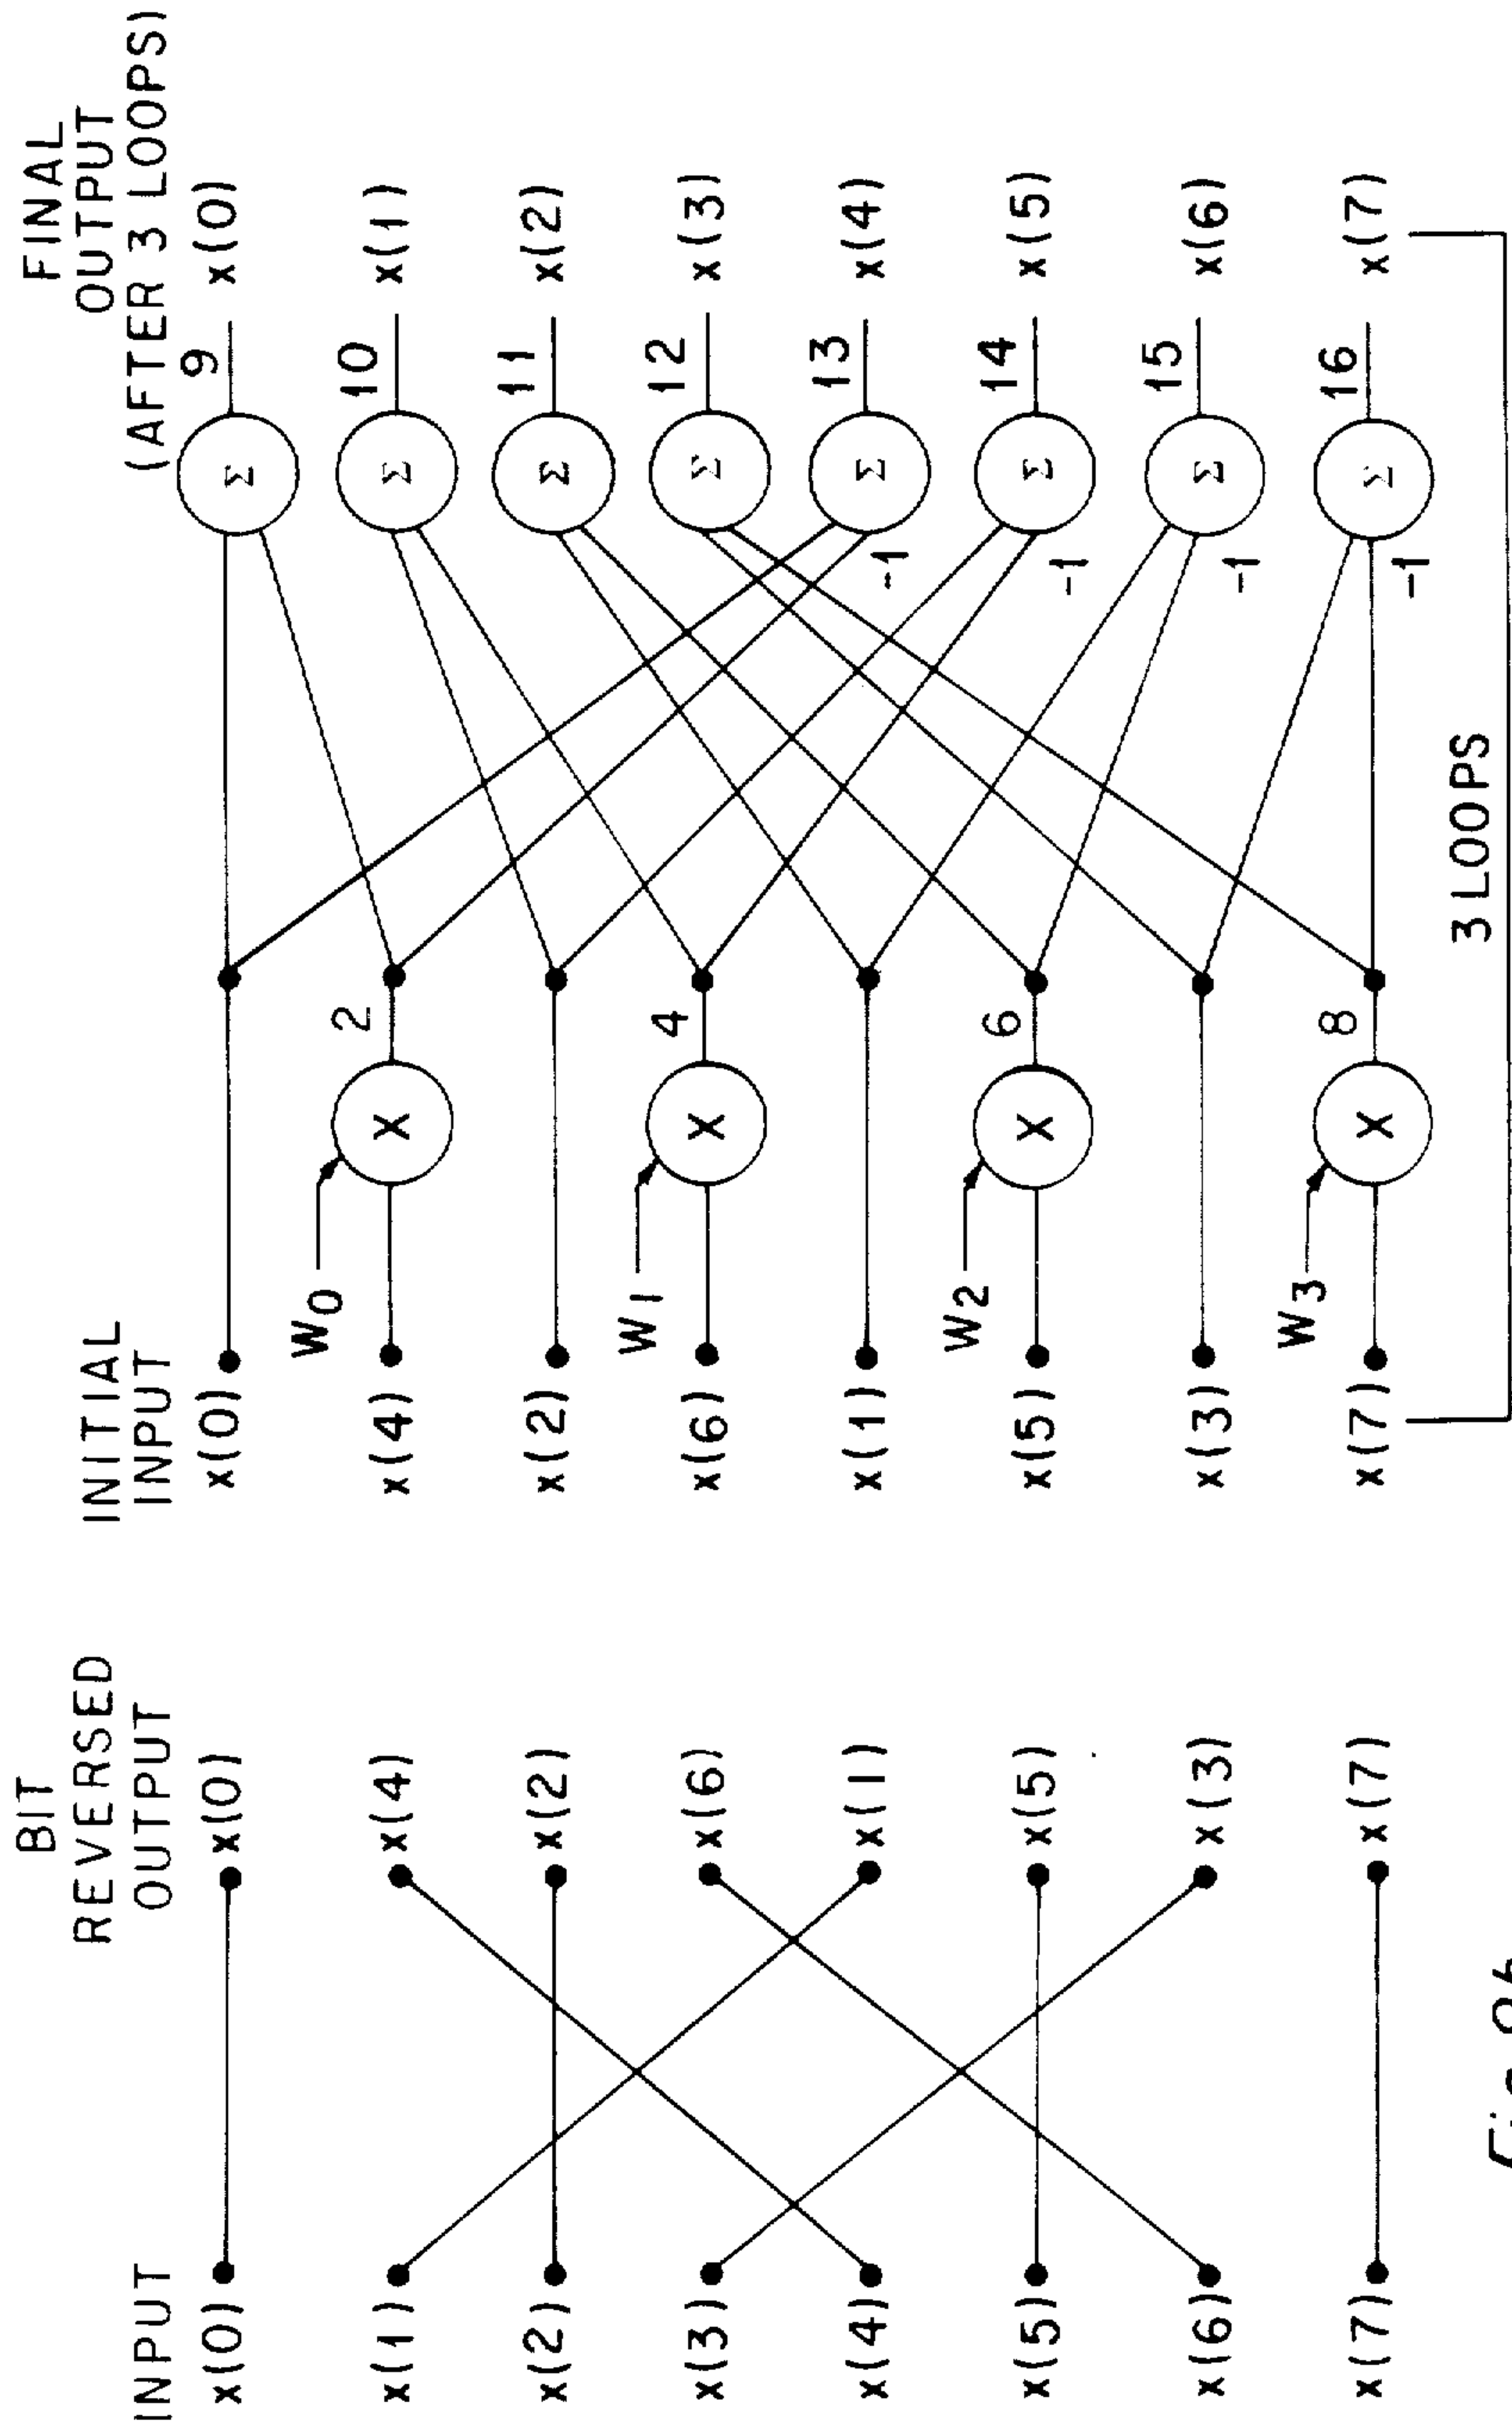 INPUT
x(0)
x(1)
x(2)
x(3)
x(4)
x(5)
x(6)
x(7)
BIT
REVERSED
OUTPUT
x(0)
x(4)
x(2)
x(6)
x(1)
x(5)
x(3)
x(7)
INITIAL
INPUT
x(0)
x(4)
x(2)
x(6)
x(1)
x(5)
x(3)
x(7)
W0
W1
W2
W3
X
X
X
X
2
4
6
8
Σ
Σ
Σ
Σ
Σ
Σ
Σ
Σ
-1
-1
-1
-1
9
10
11
12
13
14
15
16
FINAL
OUTPUT
(AFTER 3 LOOPS)
x(0)
x(1)
x(2)
x(3)
x(4)
x(5)
x(6)
x(7)
3 LOOPS